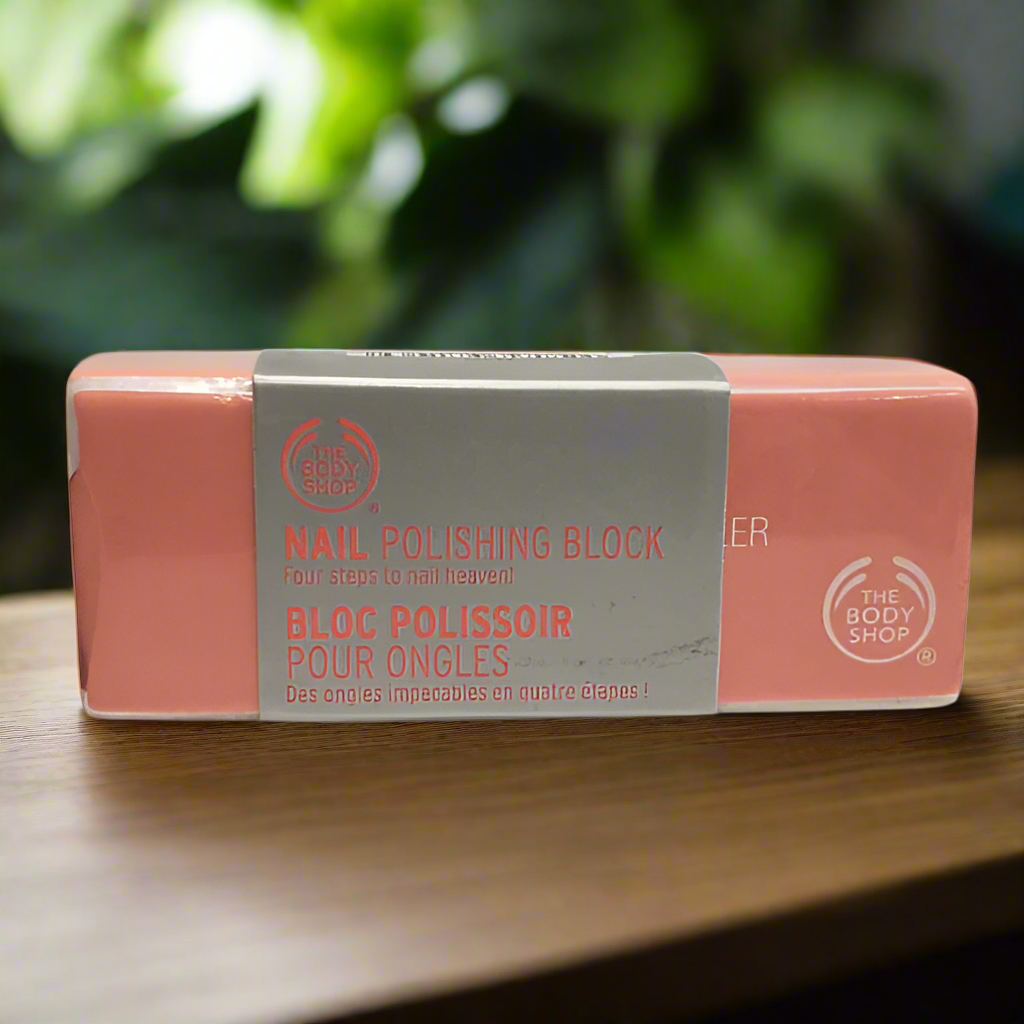 THE
BODY
SHOP
®
NAIL POLISHING BLOCK
Four steps to nail heaven!
BLOC POLISSOIR
POUR ONGLES
Des ongles impecables en quatre étapes !
LER
THE
BODY
SHOP
®